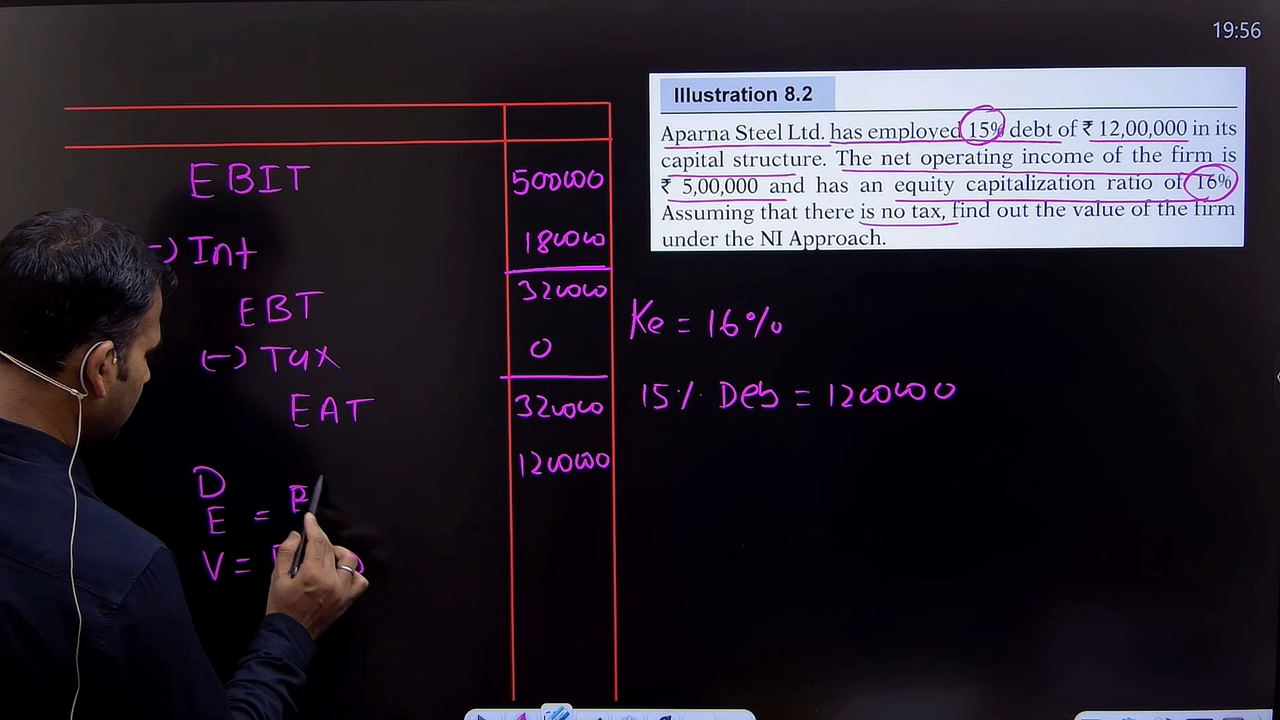 19:56
Illustration 8.2
Aparna Steel Ltd. has employed 15% debt of ₹ 12,00,000 in its
capital structure. The net operating income of the firm is
₹ 5,00,000 and has an equity capitalization ratio of 16%
Assuming that there is no tax, find out the value of the firm
under the NI Approach.
EBIT 500000
) Int 180000
EBT 320000
(-) Tax 0
EAT 320000
D 1200000
E =
V =
Ke = 16%
15% Deb = 1200000